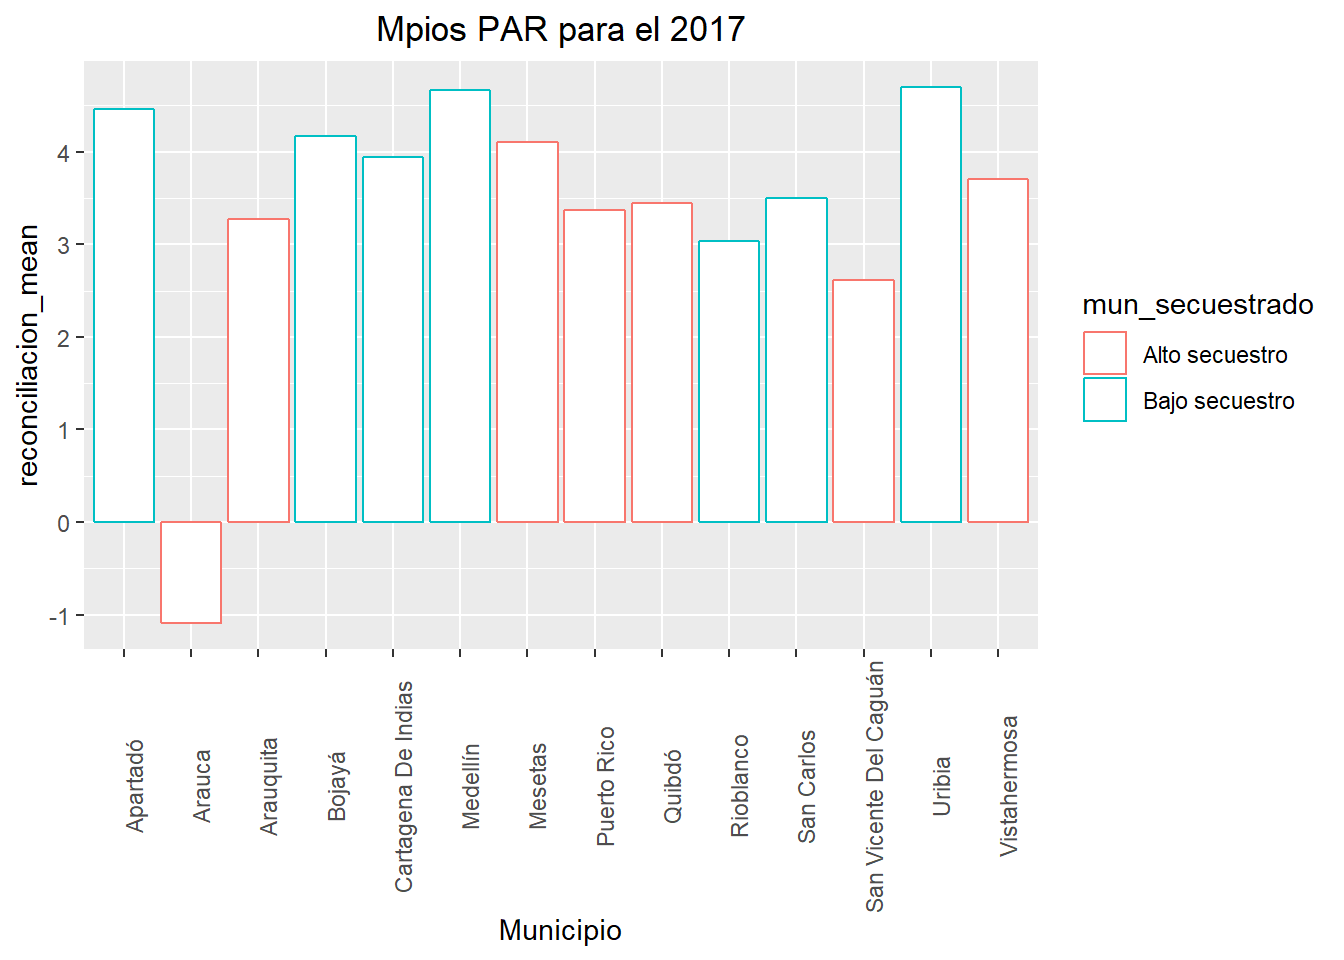 Mpios PAR para el 2017
reconciliacion_mean
4
3
2
1
0
-1
Apartadó
Arauca
Arauquita
Bojayá
Cartagena De Indias
Medellín
Mesetas
Puerto Rico
Quibdó
Rioblanco
San Carlos
San Vicente Del Caguán
Uribia
Vistahermosa
Municipio
mun_secuestrado
Alto secuestro
Bajo secuestro